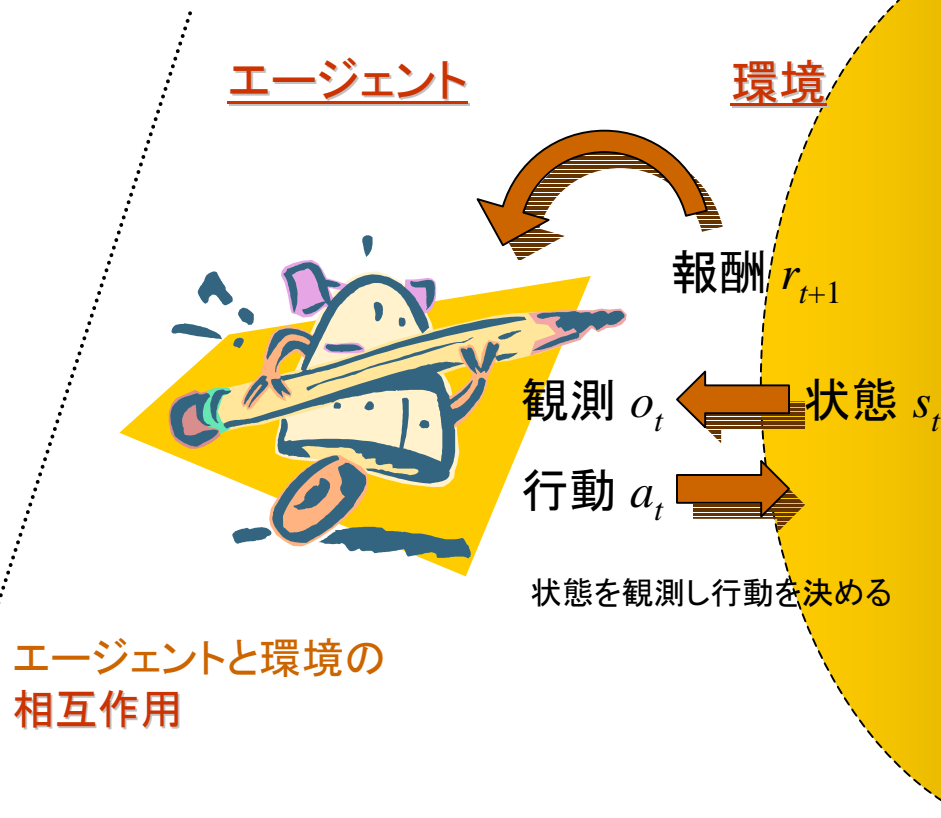 エージェント
環境
報酬 r_{t+1}
観測 o_t
状態 s_t
行動 a_t
状態を観測し行動を決める
エージェントと環境の
相互作用